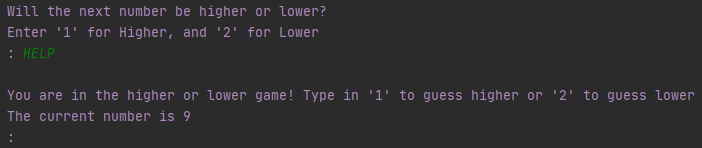 Will the next number be higher or lower?
Enter '1' for Higher, and '2' for Lower
: HELP
You are in the higher or lower game! Type in '1' to guess higher or '2' to guess lower
The current number is 9
: